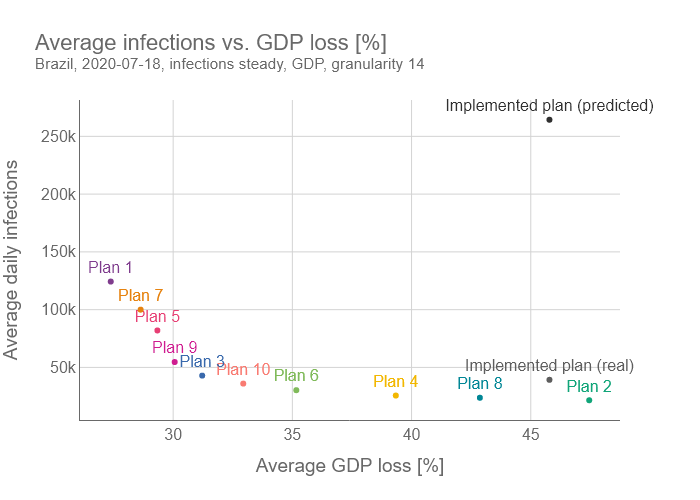 Average infections vs. GDP loss [%]
Brazil, 2020-07-18, infections steady, GDP, granularity 14
Implemented plan (predicted)
250k
200k
150k
100k
50k
Average daily infections
Plan 1
Plan 7
Plan 5
Plan 9
Plan 3
Plan 10
Plan 6
Plan 4
Plan 8
Implemented plan (real)
Plan 2
30
35
40
45
Average GDP loss [%]